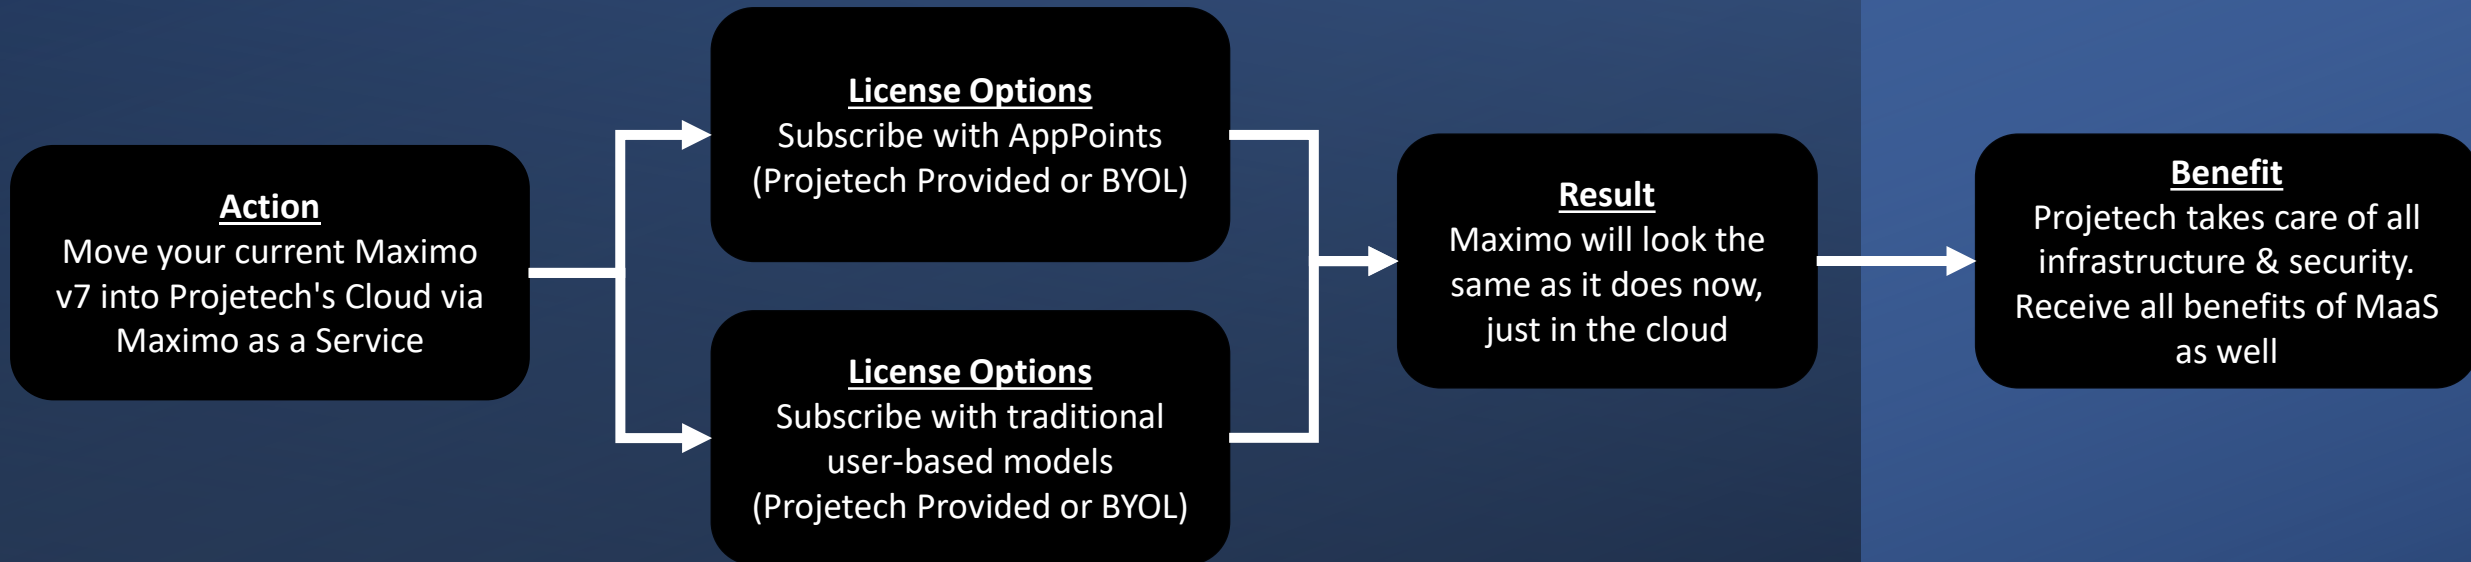 Action
Move your current Maximo
v7 into Projetech's Cloud via
Maximo as a Service
License Options
Subscribe with AppPoints
(Projetech Provided or BYOL)
License Options
Subscribe with traditional
user-based models
(Projetech Provided or BYOL)
Result
Maximo will look the
same as it does now,
just in the cloud
Benefit
Projetech takes care of all
infrastructure & security.
Receive all benefits of MaaS
as well